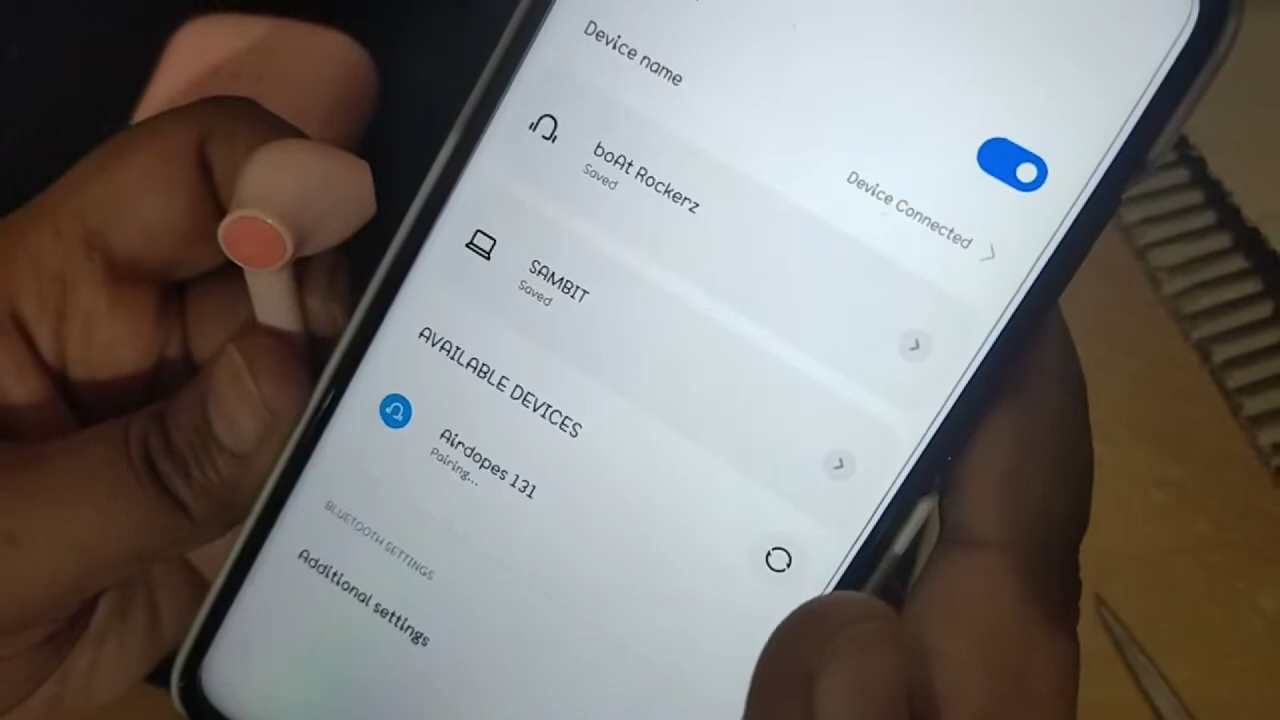 Device name
Device Connected
boAt Rockerz
Saved
SAMBIT
Saved
AVAILABLE DEVICES
Airdopes 131
Pairing...
BLUETOOTH SETTINGS
Additional settings